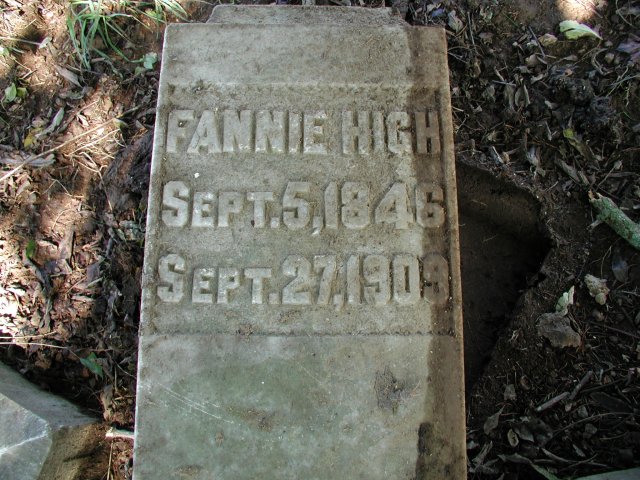 FANNIE HIGH
SEPT. 5, 1846
SEPT. 27, 1909